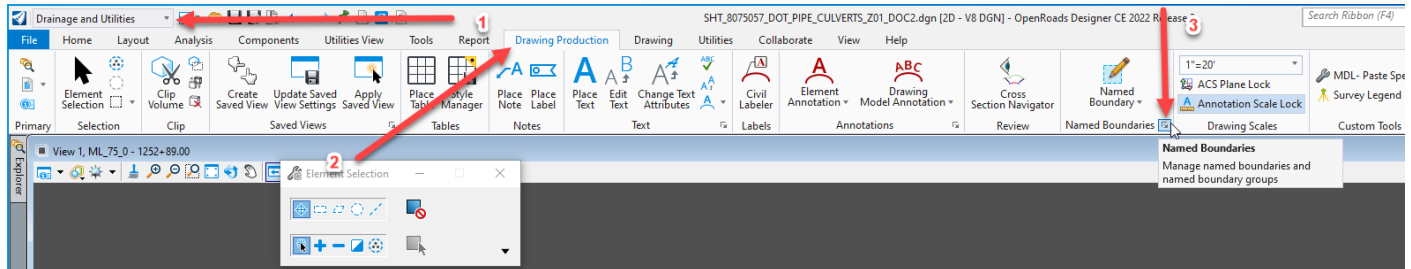 Drainage and Utilities
1
SHT_8075057_DOT_PIPE_CULVERTS_Z01_DOC2.dgn [2D - V8 DGN] - OpenRoads Designer CE 2022 Release
3
Search Ribbon (F4)
File Home Layout Analysis Components Utilities View Tools Report Drawing Production Drawing Utilities Collaborate View Help
Element Selection
Clip Volume
Create Saved View
Update Saved View Settings
Apply Saved View
Place Table
Style Manager
Place Note
Place Label
Place Text
Edit Text
Change Text Attributes
Civil Labeler
Element Annotation
Drawing Model Annotation
Cross Section Navigator
Named Boundary
1"=20'
ACS Plane Lock
Annotation Scale Lock
MDL- Paste Spe
Survey Legend
Primary Selection Clip Saved Views Tables Notes Text Labels Annotations Review Named Boundaries Drawing Scales Custom Tools
Explorer
View 1, ML_75_0 - 1252+89.00
2
Element Selection
Named Boundaries
Manage named boundaries and
named boundary groups